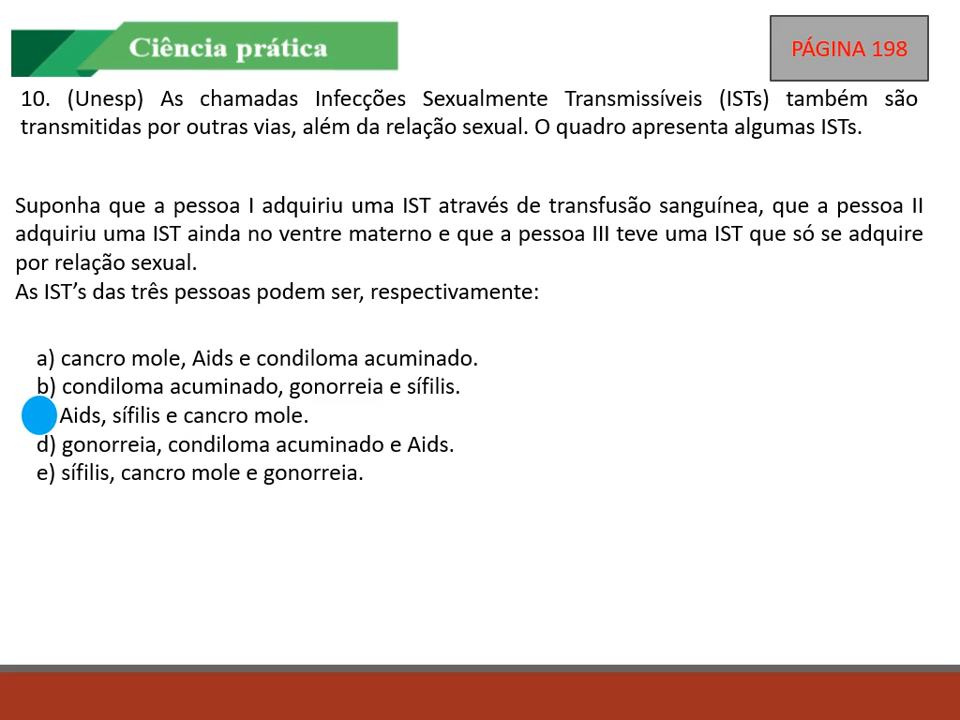 Ciência prática
PÁGINA 198
10. (Unesp) As chamadas Infecções Sexualmente Transmissíveis (ISTs) também são
transmitidas por outras vias, além da relação sexual. O quadro apresenta algumas ISTs.
Suponha que a pessoa I adquiriu uma IST através de transfusão sanguínea, que a pessoa II
adquiriu uma IST ainda no ventre materno e que a pessoa III teve uma IST que só se adquire
por relação sexual.
As IST’s das três pessoas podem ser, respectivamente:
a) cancro mole, Aids e condiloma acuminado.
b) condiloma acuminado, gonorreia e sífilis.
Aids, sífilis e cancro mole.
d) gonorreia, condiloma acuminado e Aids.
e) sífilis, cancro mole e gonorreia.